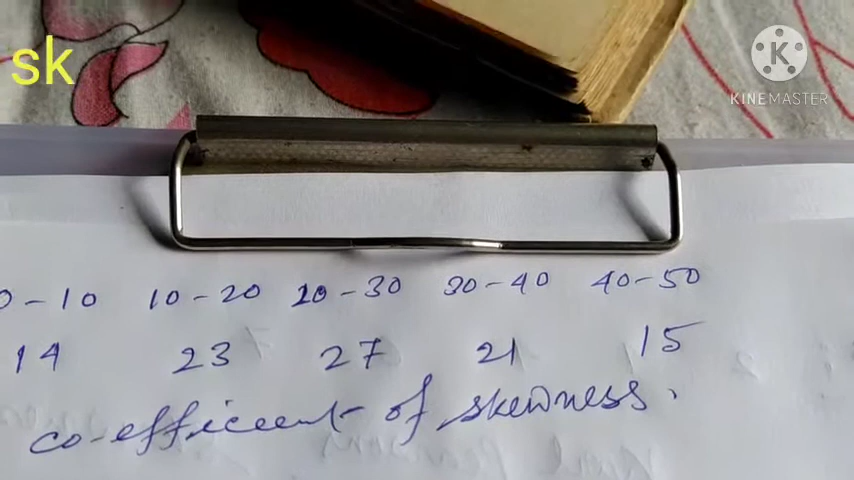 sk
KINEMASTER
0-10 10-20 20-30 30-40 40-50
14 23 27 21 15
co-efficient of skewness.